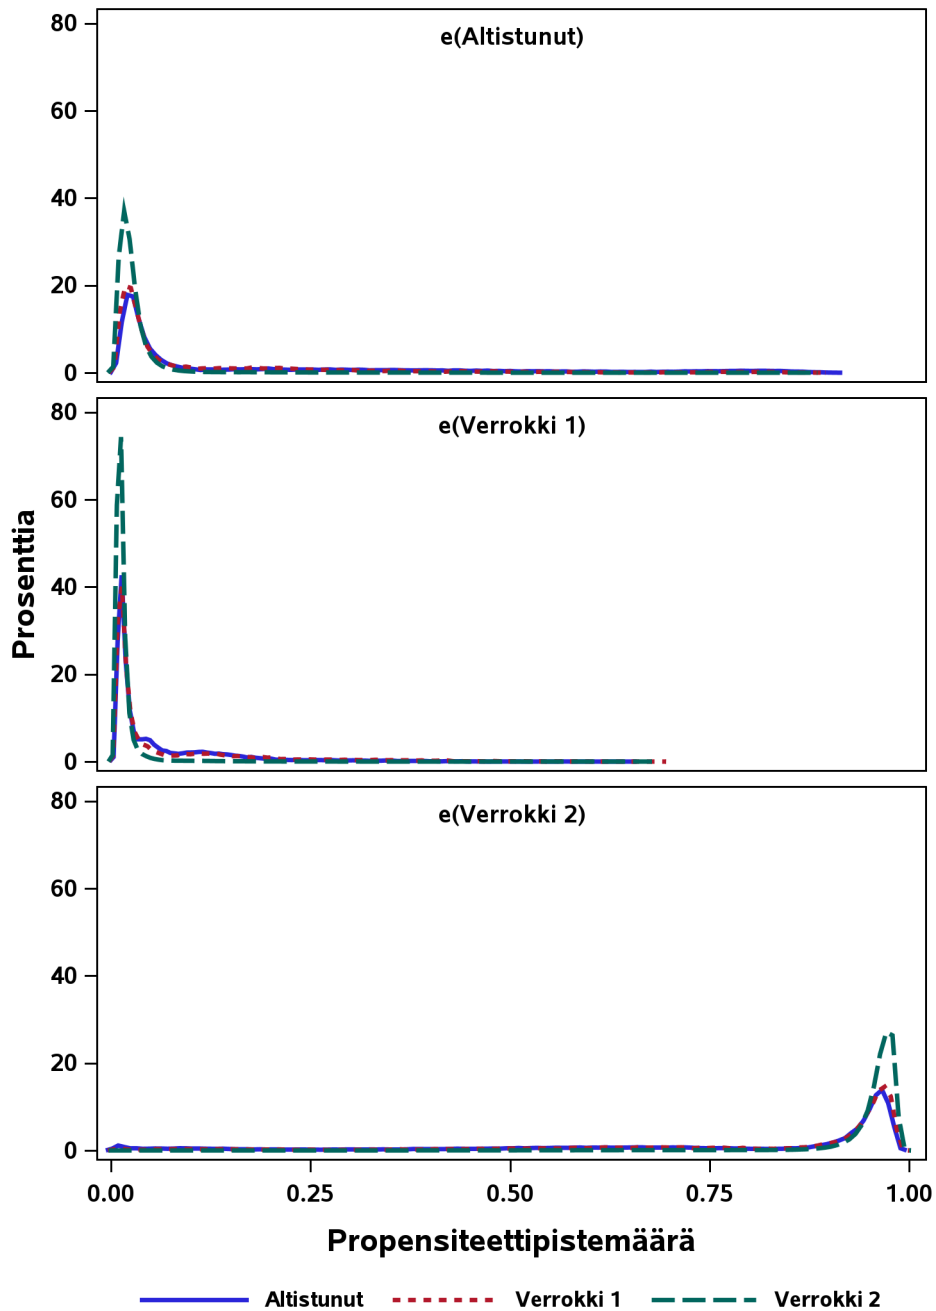 e(Altistunut)
80
60
40
20
0
e(Verrokki 1)
80
60
40
20
0
Prosenttia
e(Verrokki 2)
80
60
40
20
0
0.00 0.25 0.50 0.75 1.00
Propensiteettipistemäärä
Altistunut Verrokki 1 Verrokki 2